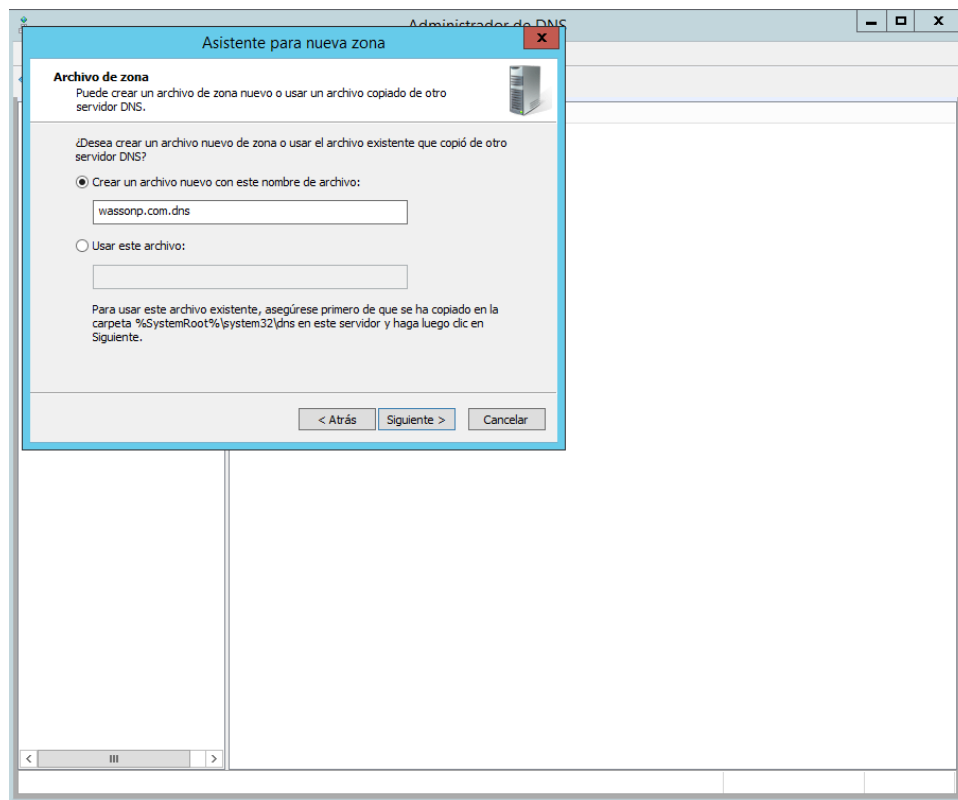 Administrador de DNS
Asistente para nueva zona
Archivo de zona
Puede crear un archivo de zona nuevo o usar un archivo copiado de otro
servidor DNS.
¿Desea crear un archivo nuevo de zona o usar el archivo existente que copió de otro
servidor DNS?
Crear un archivo nuevo con este nombre de archivo:
wassonp.com.dns
Usar este archivo:
Para usar este archivo existente, asegúrese primero de que se ha copiado en la
carpeta %SystemRoot%\system32\dns en este servidor y haga luego clic en
Siguiente.
< Atrás
Siguiente >
Cancelar